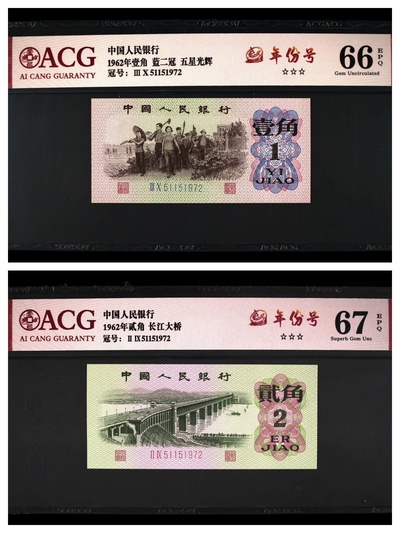 ACG
AI CANG GUARANTY
中国人民银行
1962年壹角 蓝二冠 五星光辉
冠号: III X 51151972
年份号
☆☆☆
66
EPQ
Gem Uncirculated
中國人民銀行
壹角
1
YI
JIAO
III X 51151972
ACG
AI CANG GUARANTY
中国人民银行
1962年贰角 长江大桥
冠号: II IX51151972
年份号
☆☆☆
67
EPQ
Superb Gem Unc
中國人民銀行
貳角
2
ER
JIAO
II IX 51151972